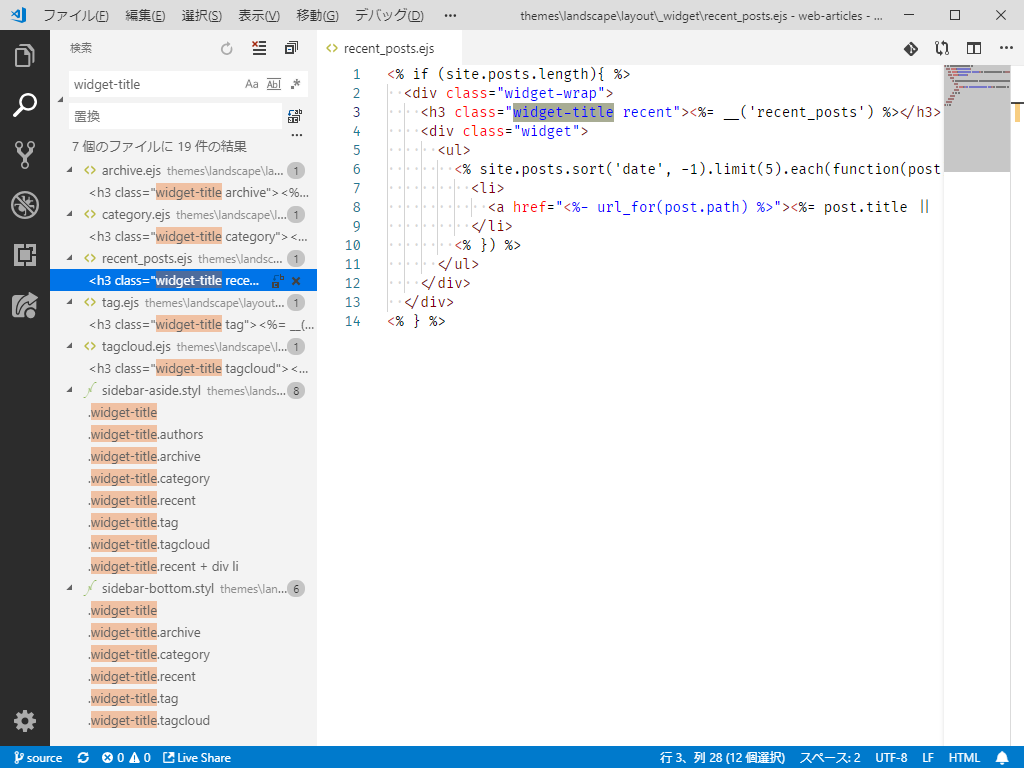 ファイル(F) 編集(E) 選択(S) 表示(V) 移動(G) デバッグ(D) ··· themes\landscape\layout\_widget\recent_posts.ejs - web-articles - ...
検索
widget-title Aa Abl .*
置換
...
7 個のファイルに 19 件の結果
archive.ejs themes\landscape\la... 1
<h3 class="widget-title archive"><%...
category.ejs themes\landscape\l... 1
<h3 class="widget-title category"><...
recent_posts.ejs themes\landsc... 1
<h3 class="widget-title rece...
tag.ejs themes\landscape\layout... 1
<h3 class="widget-title tag"><%= __(...
tagcloud.ejs themes\landscape\l... 1
<h3 class="widget-title tagcloud"><...
sidebar-aside.styl themes\lands... 8
.widget-title
.widget-title.authors
.widget-title.archive
.widget-title.category
.widget-title.recent
.widget-title.tag
.widget-title.tagcloud
.widget-title.recent + div li
sidebar-bottom.styl themes\lan... 6
.widget-title
.widget-title.archive
.widget-title.category
.widget-title.recent
.widget-title.tag
.widget-title.tagcloud
<> recent_posts.ejs
1 <% if (site.posts.length){ %>
2 <div class="widget-wrap">
3 <h3 class="widget-title recent"><%= __('recent_posts') %></h3>
4 <div class="widget">
5 <ul>
6 <% site.posts.sort('date', -1).limit(5).each(function(post
7 <li>
8 <a href="<%- url_for(post.path) %>"><%= post.title ||
9 </li>
10 <% }) %>
11 </ul>
12 </div>
13 </div>
14 <% } %>
source 0 0 Live Share 行 3、列 28 (12 個選択) スペース: 2 UTF-8 LF HTML